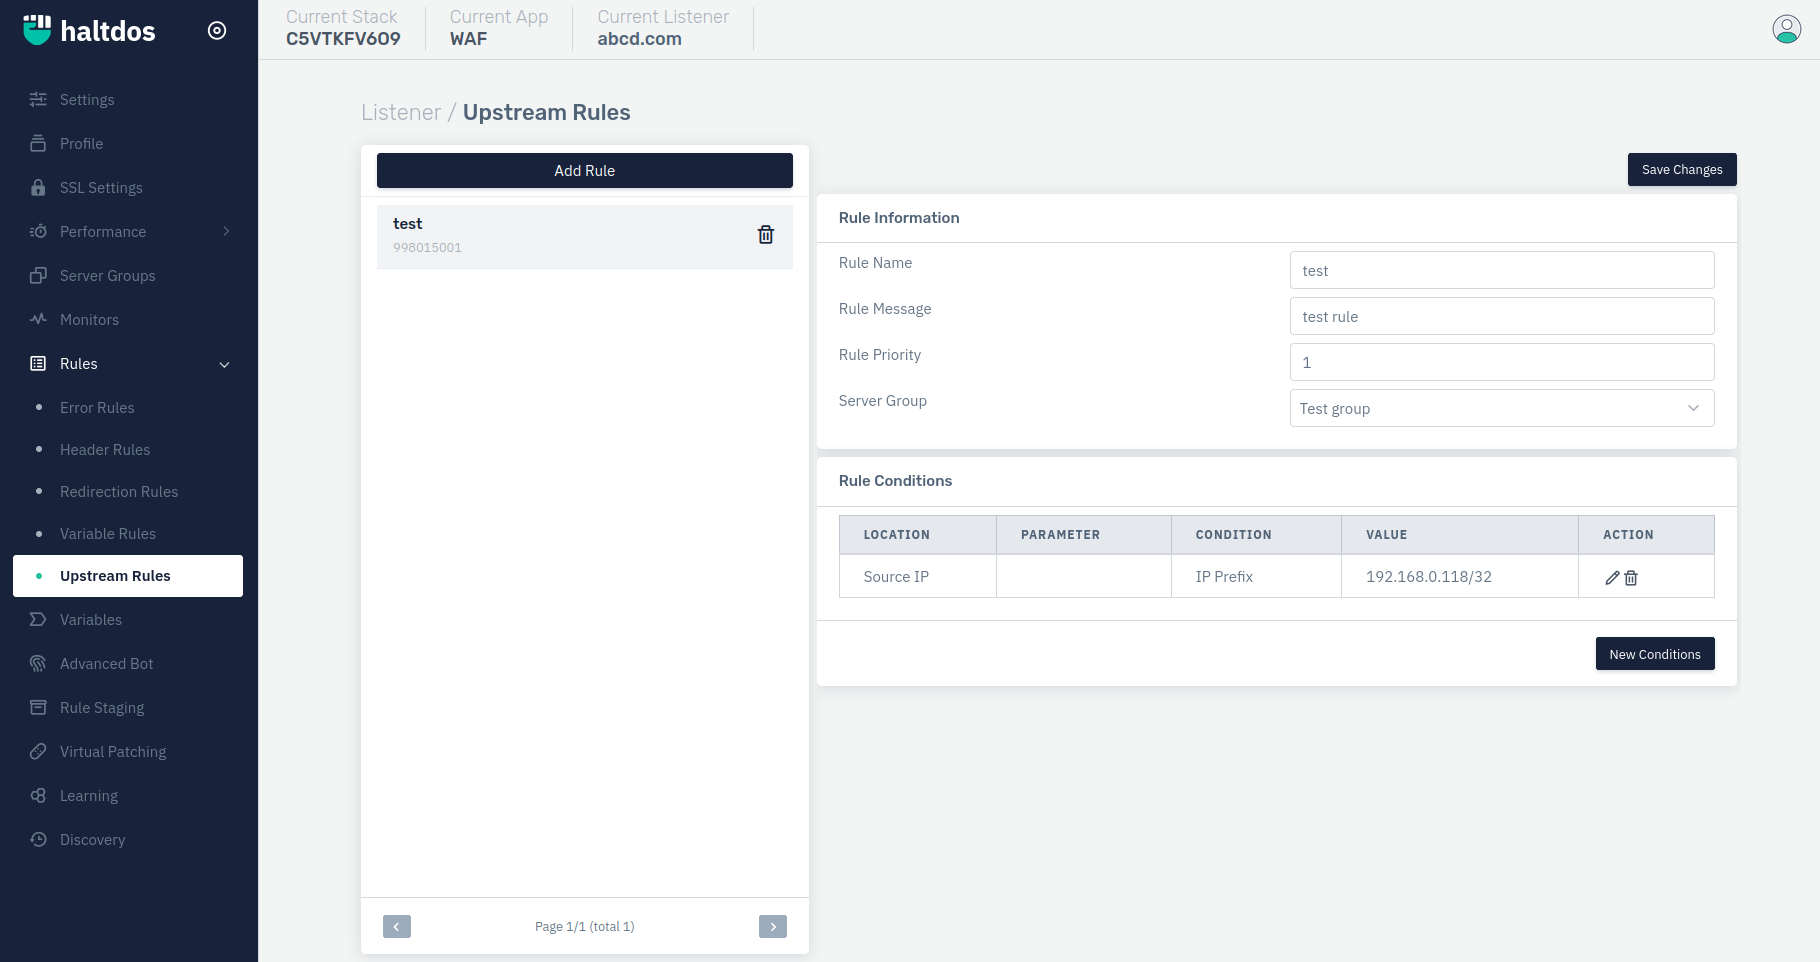 haltdos
Current Stack
C5VTKFV6O9
Current App
WAF
Current Listener
abcd.com
Settings
Profile
SSL Settings
Performance
Server Groups
Monitors
Rules
Error Rules
Header Rules
Redirection Rules
Variable Rules
Upstream Rules
Variables
Advanced Bot
Rule Staging
Virtual Patching
Learning
Discovery
Listener / Upstream Rules
Add Rule
test
998015001
Page 1/1 (total 1)
Save Changes
Rule Information
Rule Name
test
Rule Message
test rule
Rule Priority
1
Server Group
Test group
Rule Conditions
LOCATION PARAMETER CONDITION VALUE ACTION
Source IP IP Prefix 192.168.0.118/32
New Conditions